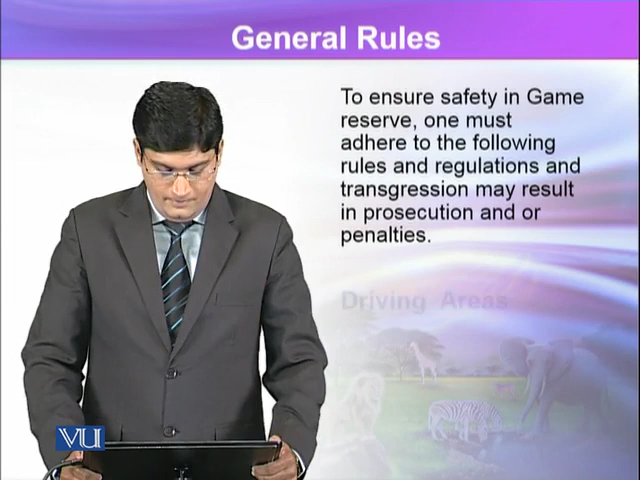 General Rules
To ensure safety in Game
reserve, one must
adhere to the following
rules and regulations and
transgression may result
in prosecution and or
penalties.
Driving Areas
VU